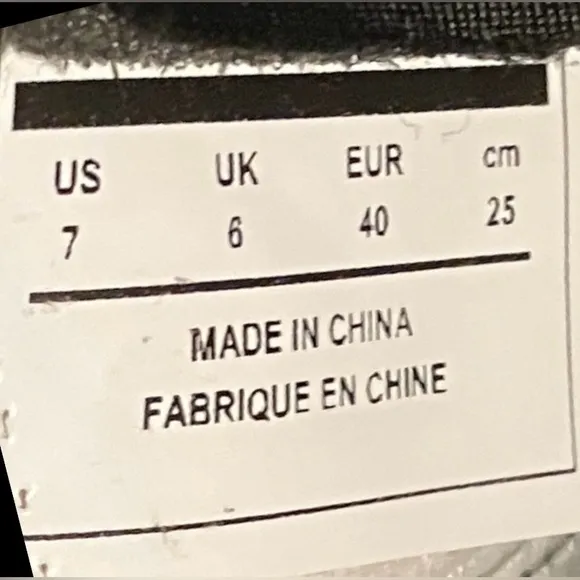 US UK EUR cm
7 6 40 25
MADE IN CHINA
FABRIQUE EN CHINE